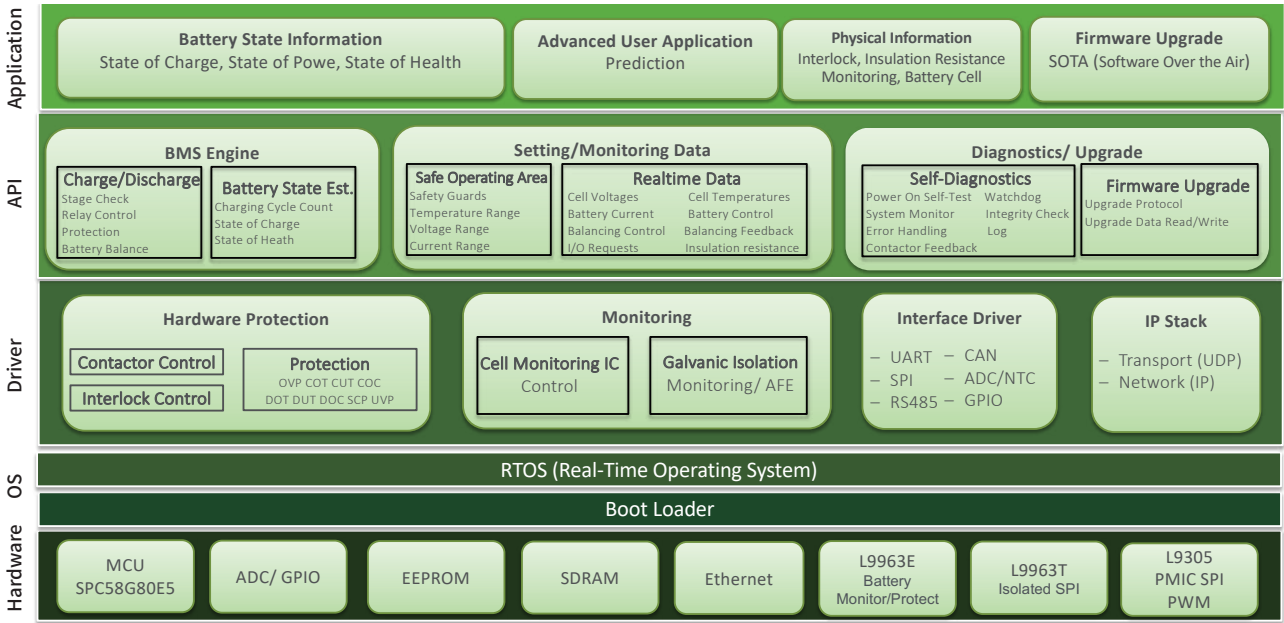 Application
Battery State Information
State of Charge, State of Powe, State of Health
Advanced User Application
Prediction
Physical Information
Interlock, Insulation Resistance
Monitoring, Battery Cell
Firmware Upgrade
SOTA (Software Over the Air)
API
BMS Engine
Charge/Discharge
Stage Check
Relay Control
Protection
Battery Balance
Battery State Est.
Charging Cycle Count
State of Charge
State of Heath
Setting/Monitoring Data
Safe Operating Area
Safety Guards
Temperature Range
Voltage Range
Current Range
Realtime Data
Cell Voltages
Battery Current
Balancing Control
I/O Requests
Cell Temperatures
Battery Control
Balancing Feedback
Insulation resistance
Diagnostics/ Upgrade
Self-Diagnostics
Power On Self-Test
System Monitor
Error Handling
Contactor Feedback
Watchdog
Integrity Check
Log
Firmware Upgrade
Upgrade Protocol
Upgrade Data Read/Write
Driver
Hardware Protection
Contactor Control
Interlock Control
Protection
OVP COT CUT COC
DOT DUT DOC SCP UVP
Monitoring
Cell Monitoring IC
Control
Galvanic Isolation
Monitoring/ AFE
Interface Driver
– UART
– SPI
– RS485
– CAN
– ADC/NTC
– GPIO
IP Stack
– Transport (UDP)
– Network (IP)
OS
RTOS (Real-Time Operating System)
Boot Loader
Hardware
MCU
SPC58G80E5
ADC/ GPIO
EEPROM
SDRAM
Ethernet
L9963E
Battery
Monitor/Protect
L9963T
Isolated SPI
L9305
PMIC SPI
PWM